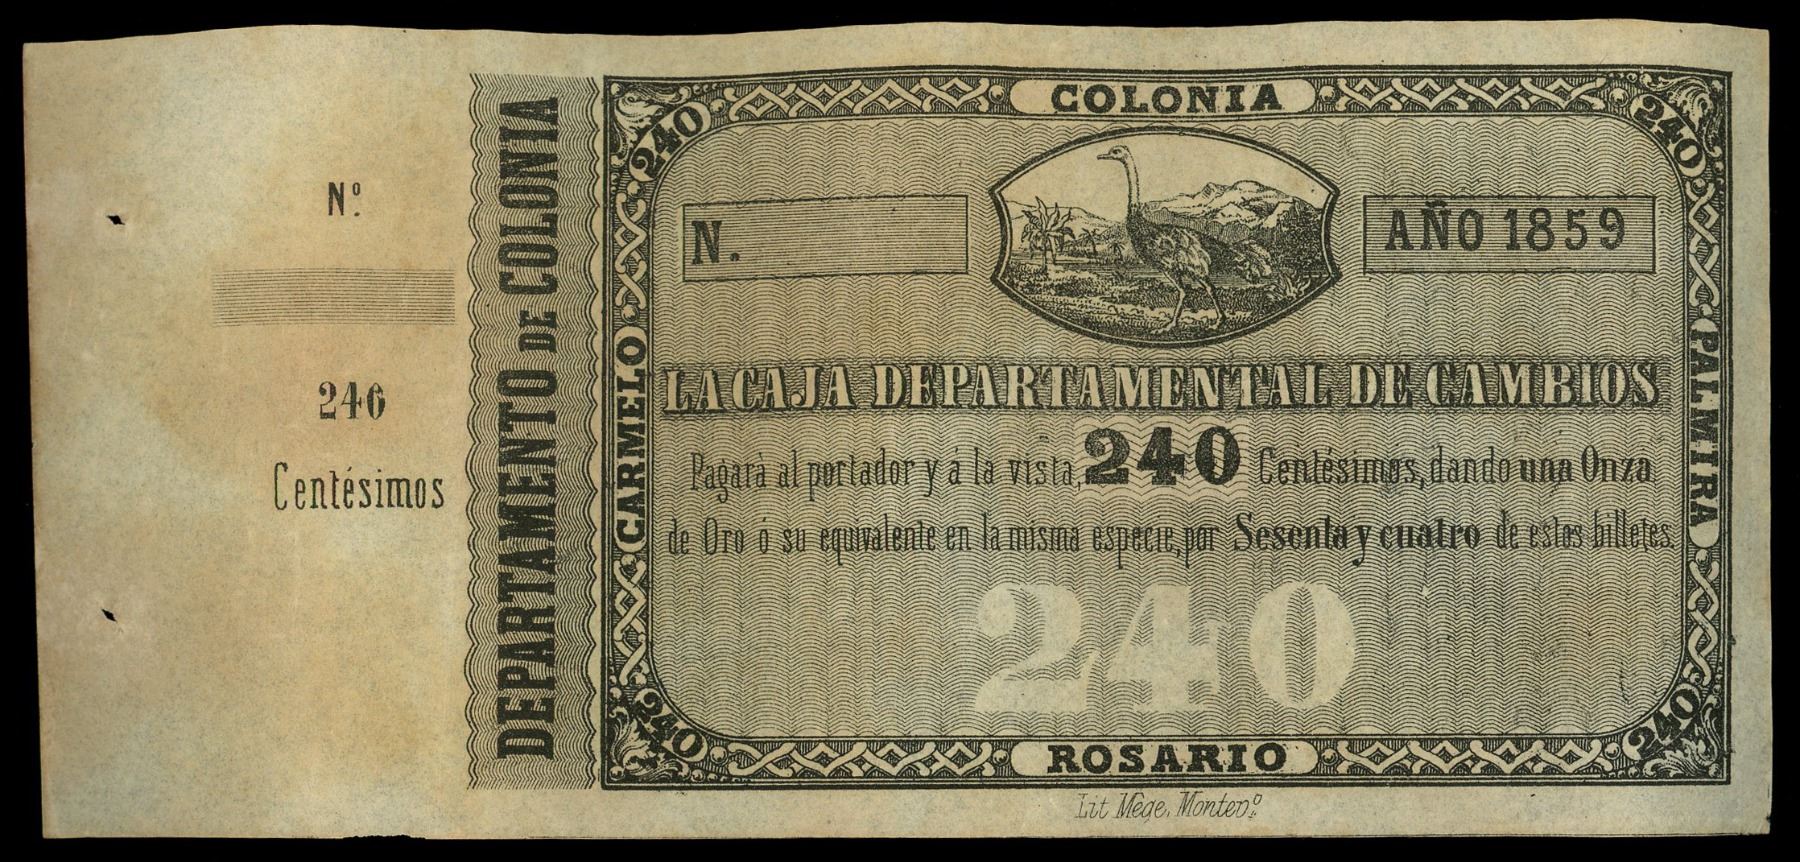 Nº
240
Centésimos
DEPARTAMENTO DE COLONIA
240
COLONIA
240
N.
AÑO 1859
CARMELO
PALMIRA
LA CAJA DEPARTAMENTAL DE CAMBIOS
Pagarà al portador y á la vista, 240 Centésimos, dando una Onza
de Oro ó su equivalente en la misma especie, por Sesenta y cuatro de estos billetes.
240
240
ROSARIO
240
Lit Mege, Montevº